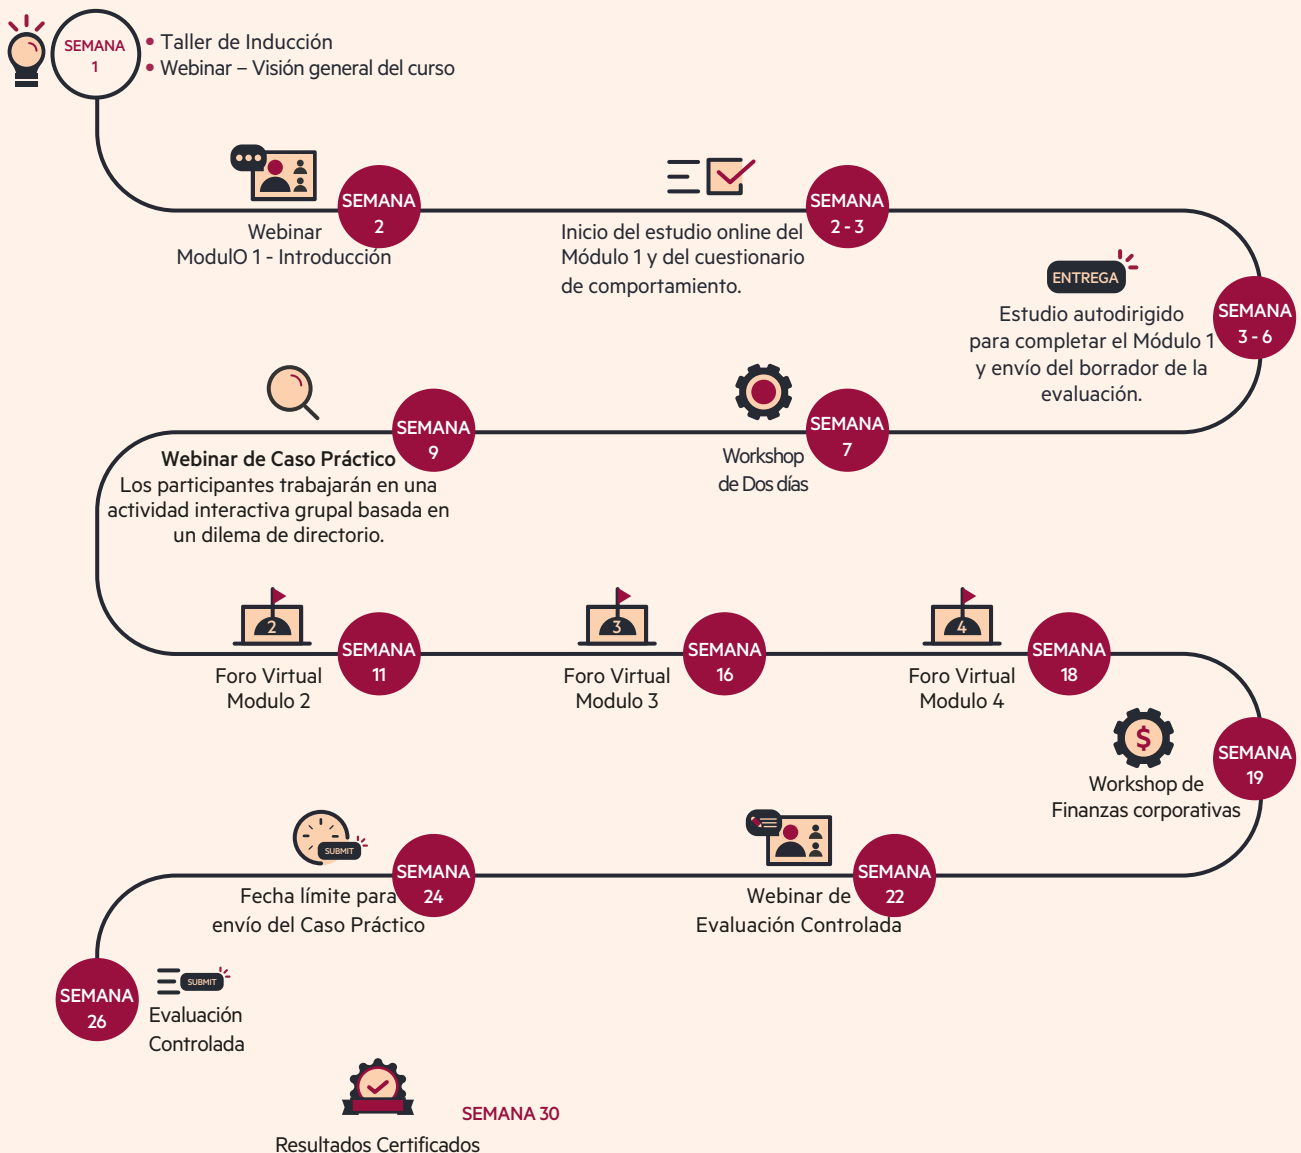 SEMANA
1
• Taller de Inducción
• Webinar – Visión general del curso
SEMANA
2
Webinar
ModulO 1 - Introducción
SEMANA
2 - 3
Inicio del estudio online del
Módulo 1 y del cuestionario
de comportamiento.
ENTREGA
SEMANA
3 - 6
Estudio autodirigido
para completar el Módulo 1
y envío del borrador de la
evaluación.
SEMANA
7
Workshop
de Dos días
SEMANA
9
Webinar de Caso Práctico
Los participantes trabajarán en una
actividad interactiva grupal basada en
un dilema de directorio.
2
SEMANA
11
Foro Virtual
Modulo 2
3
SEMANA
16
Foro Virtual
Modulo 3
4
SEMANA
18
Foro Virtual
Modulo 4
$
SEMANA
19
Workshop de
Finanzas corporativas
SEMANA
22
Webinar de
Evaluación Controlada
SUBMIT
SEMANA
24
Fecha límite para
envío del Caso Práctico
SEMANA
26
SUBMIT
Evaluación
Controlada
SEMANA 30
Resultados Certificados